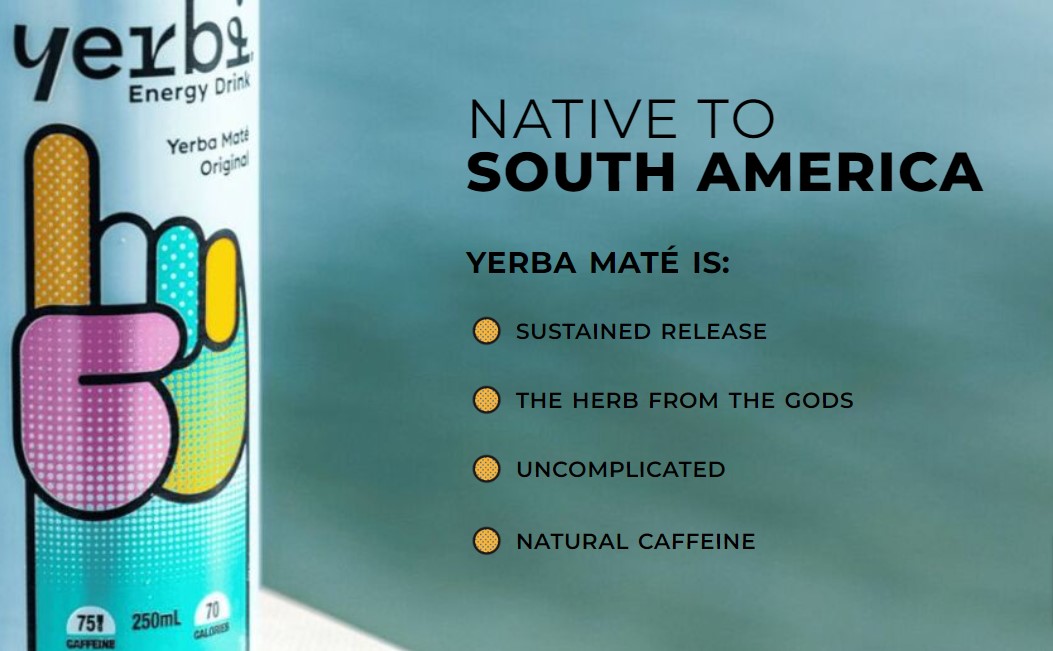 yerbi
Energy Drink
Yerba Maté
Original
75
CAFFEINE
250mL
70
CALORIES
NATIVE TO
SOUTH AMERICA
YERBA MATÉ IS:
SUSTAINED RELEASE
THE HERB FROM THE GODS
UNCOMPLICATED
NATURAL CAFFEINE